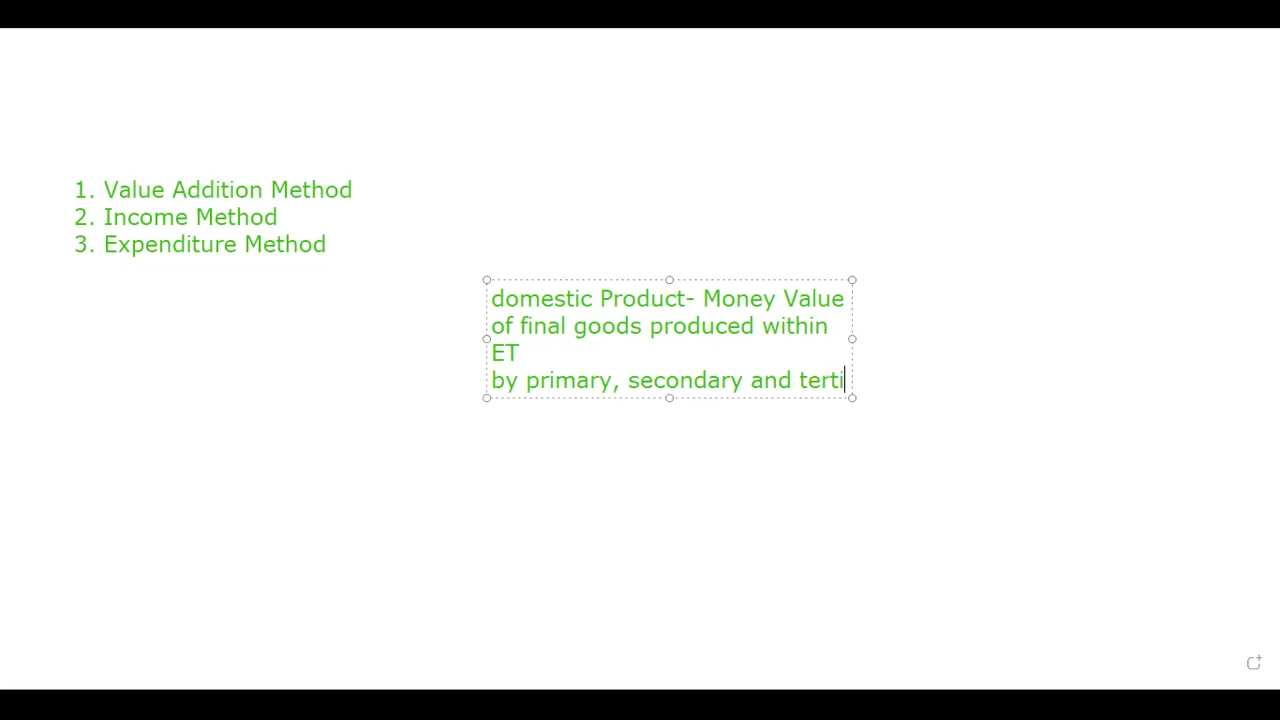 1. Value Addition Method
2. Income Method
3. Expenditure Method
domestic Product- Money Value
of final goods produced within
ET
by primary, secondary and terti